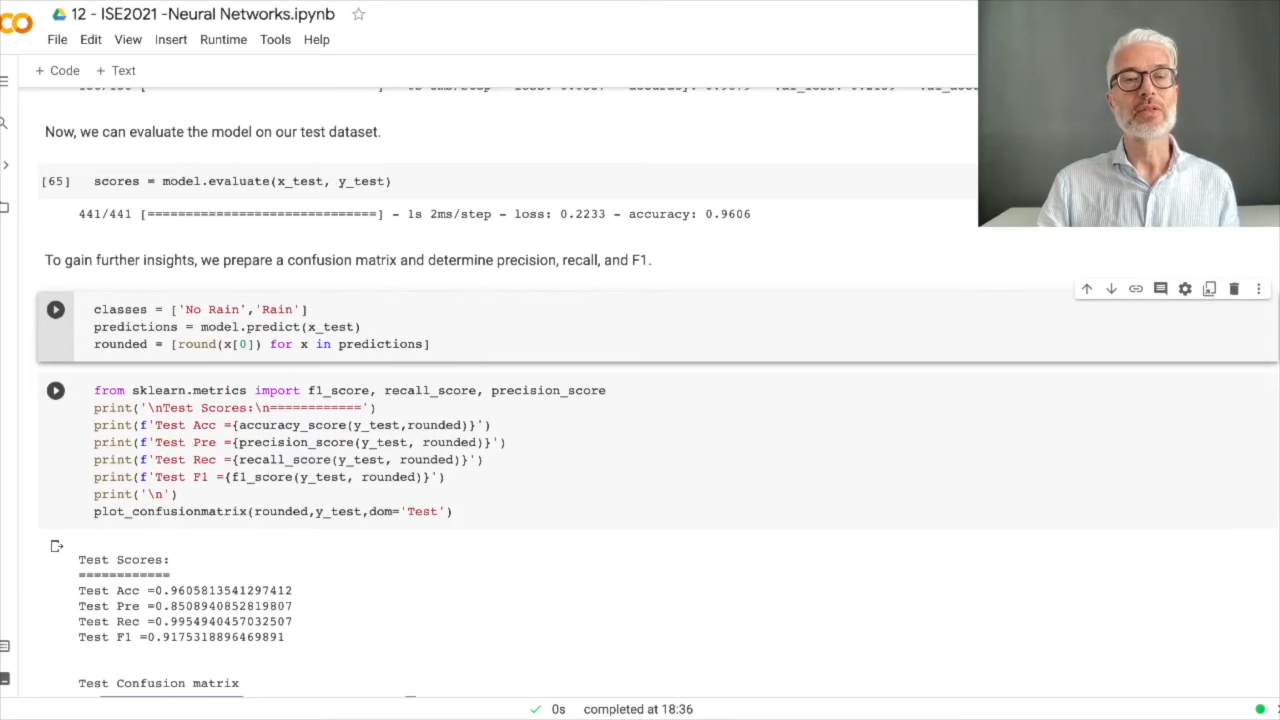 CO
12 - ISE2021 -Neural Networks.ipynb
File Edit View Insert Runtime Tools Help
+ Code + Text
Now, we can evaluate the model on our test dataset.
[65] scores = model.evaluate(x_test, y_test)
441/441 [==============================] - 1s 2ms/step - loss: 0.2233 - accuracy: 0.9606
To gain further insights, we prepare a confusion matrix and determine precision, recall, and F1.
classes = ['No Rain','Rain']
predictions = model.predict(x_test)
rounded = [round(x[0]) for x in predictions]
from sklearn.metrics import f1_score, recall_score, precision_score
print('\nTest Scores:\n============')
print(f'Test Acc ={accuracy_score(y_test,rounded)}')
print(f'Test Pre ={precision_score(y_test, rounded)}')
print(f'Test Rec ={recall_score(y_test, rounded)}')
print(f'Test F1 ={f1_score(y_test, rounded)}')
print('\n')
plot_confusionmatrix(rounded,y_test,dom='Test')
Test Scores:
============
Test Acc =0.9605813541297412
Test Pre =0.8508940852819807
Test Rec =0.9954940457032507
Test F1 =0.9175318896469891
Test Confusion matrix
0s completed at 18:36